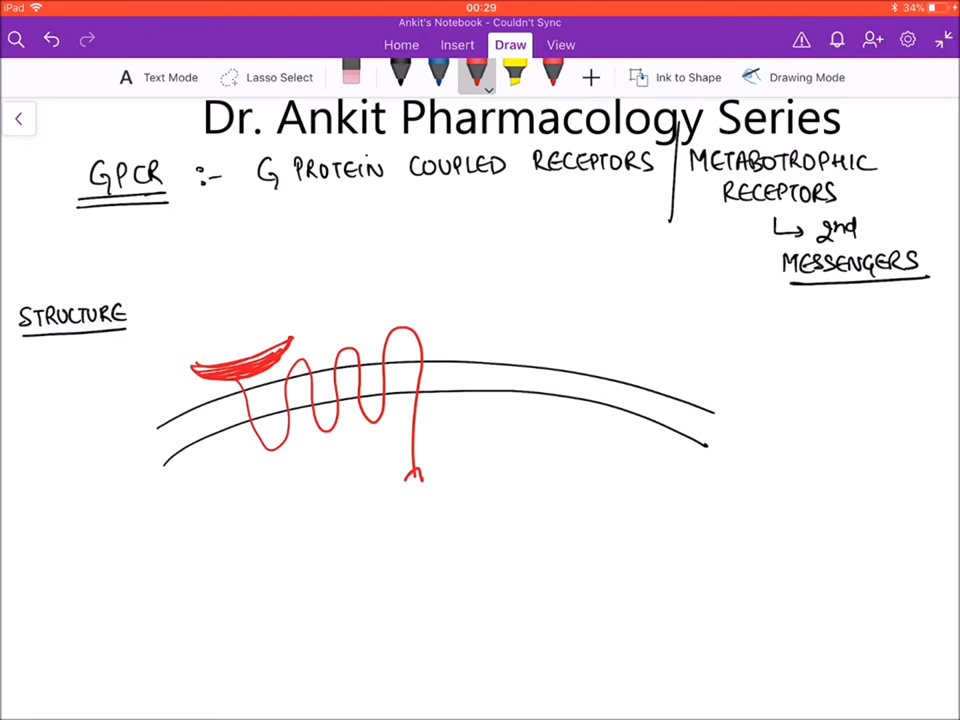 iPad 00:29 34%
Ankit's Notebook - Couldn't Sync
Home Insert Draw View
A Text Mode Lasso Select Ink to Shape Drawing Mode
Dr. Ankit Pharmacology Series
GPCR :- G PROTEIN COUPLED RECEPTORS / METABOTROPHIC
RECEPTORS
↳ 2nd
MESSENGERS
STRUCTURE